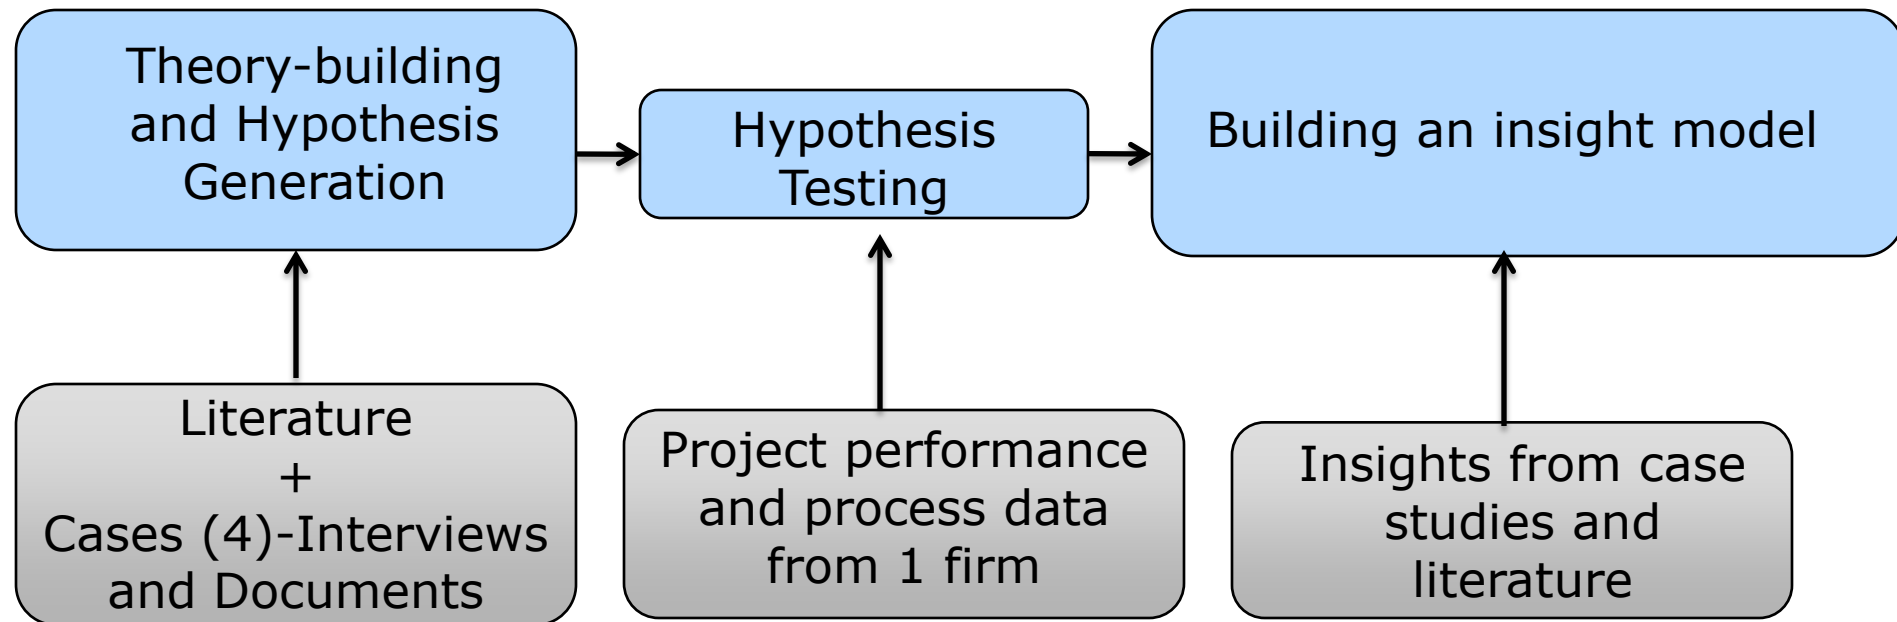 Theory-building
and Hypothesis
Generation
Hypothesis
Testing
Building an insight model
Literature
+
Cases (4)-Interviews
and Documents
Project performance
and process data
from 1 firm
Insights from case
studies and
literature